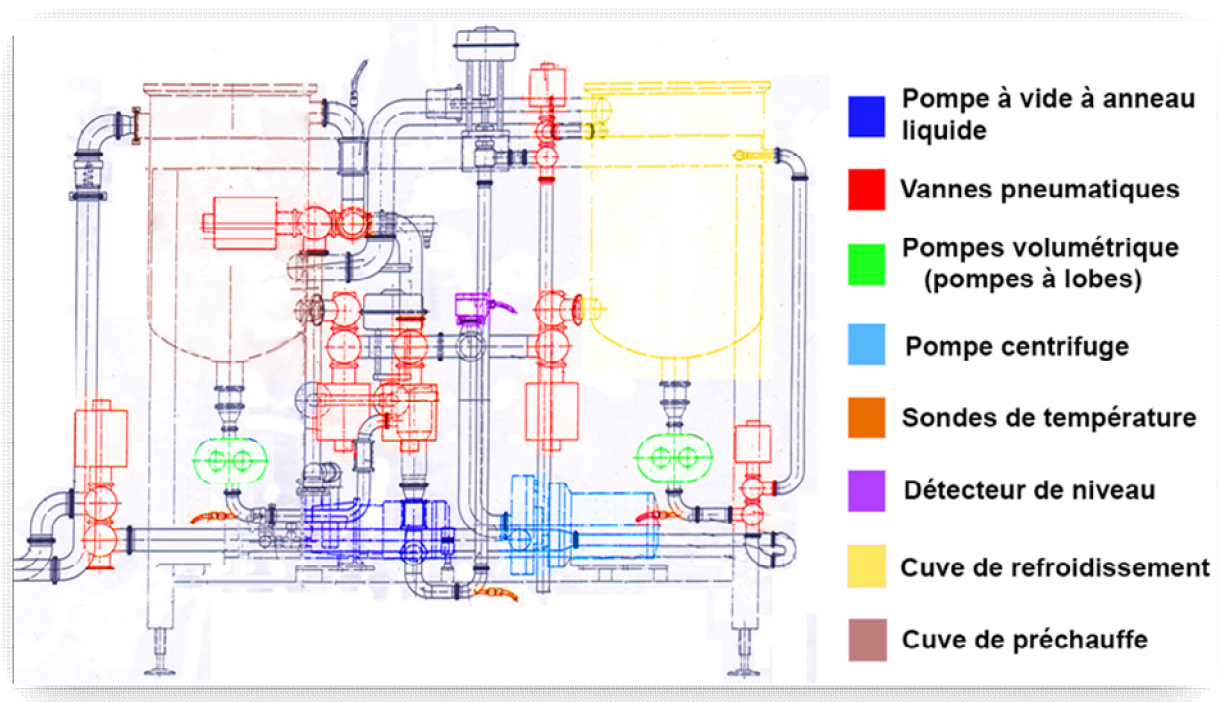 Pompe à vide à anneau
liquide
Vannes pneumatiques
Pompes volumétrique
(pompes à lobes)
Pompe centrifuge
Sondes de température
Détecteur de niveau
Cuve de refroidissement
Cuve de préchauffe